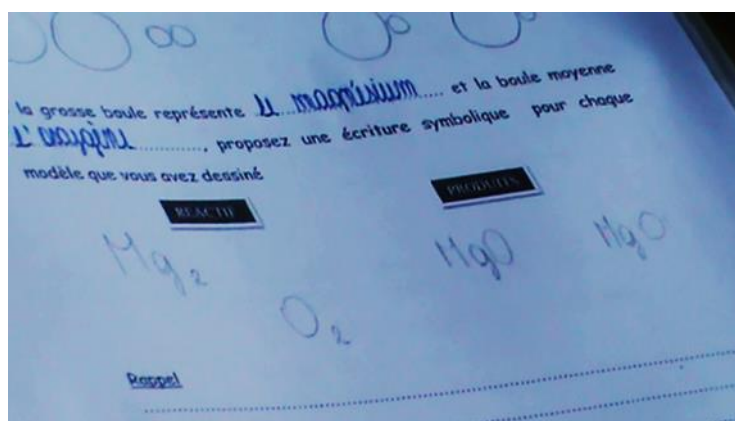 la grosse boule représente le magnésium et la boule moyenne
l'oxygène, proposez une écriture symbolique pour chaque
modèle que vous avez dessiné
REACTIF PRODUITS
Mg2 MgO MgO
O2
Rappel